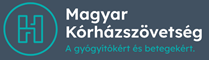 Magyar
Kórházszövetség
A gyógyítókért és betegekért.